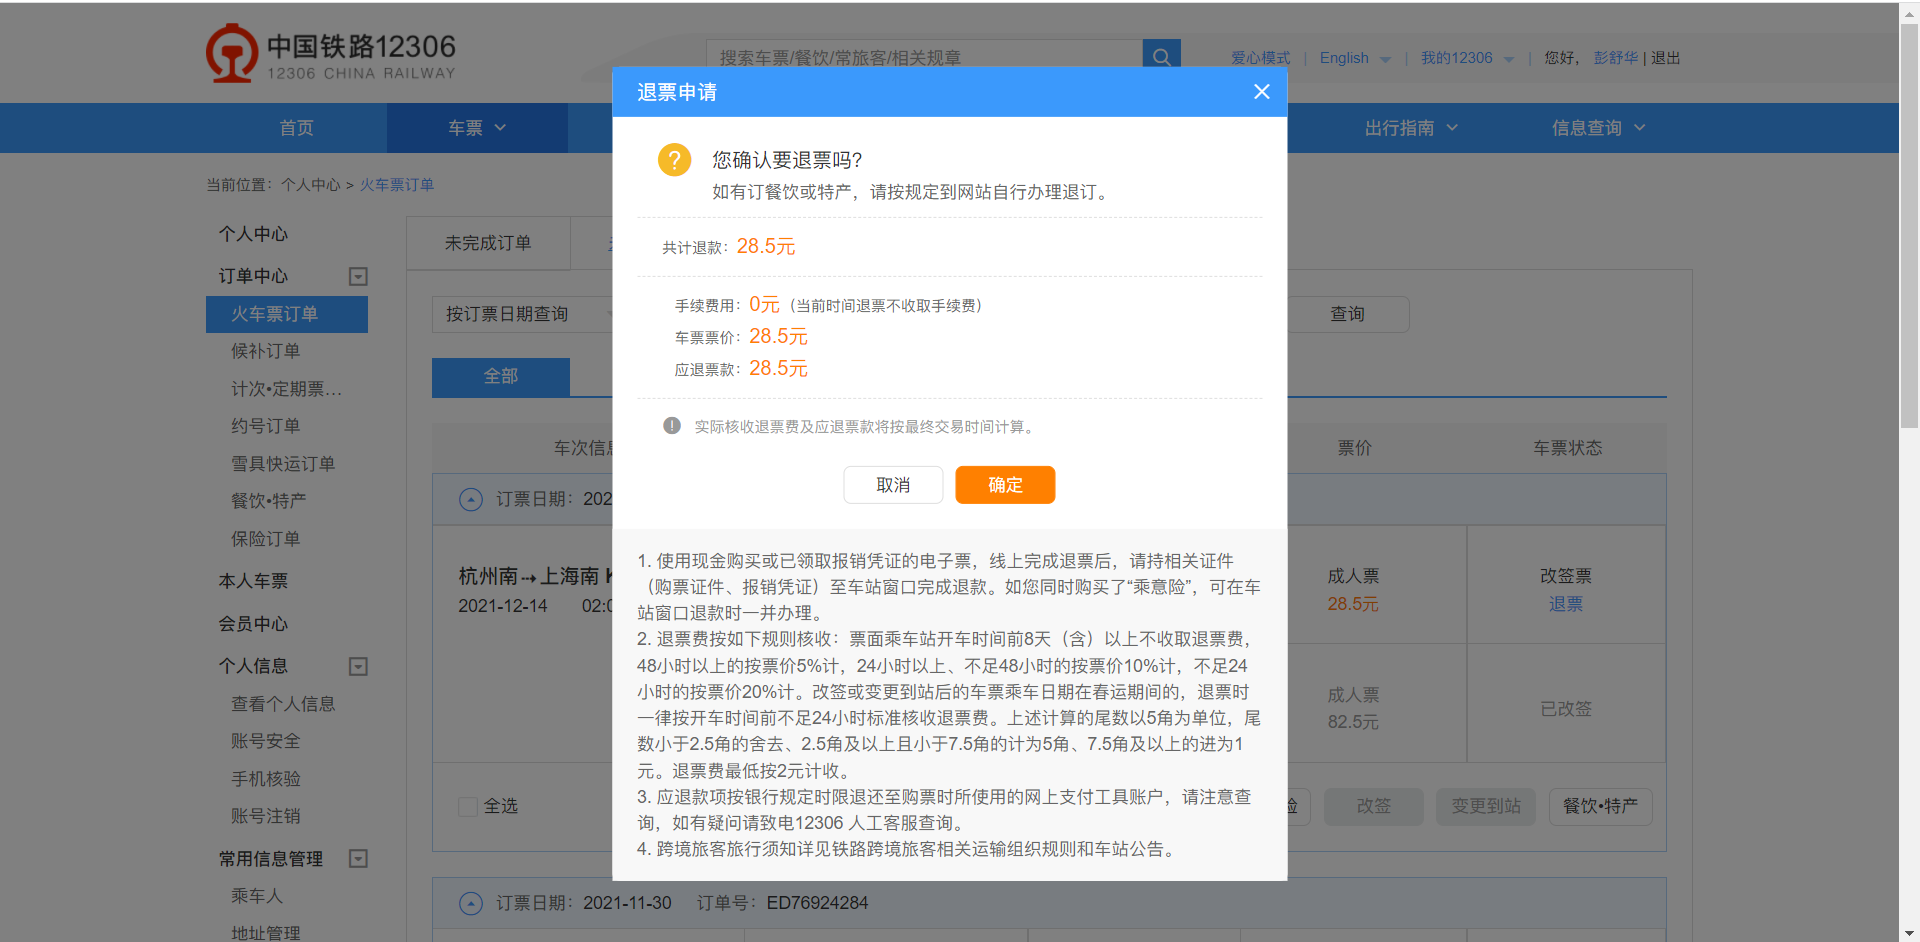 中国铁路12306
12306 CHINA RAILWAY
搜索车票/餐饮/常旅客/相关规章
爱心模式 | English | 我的12306 | 您好， 彭舒华 | 退出
首页
车票
出行指南
信息查询
当前位置：个人中心 > 火车票订单
个人中心
订单中心
火车票订单
候补订单
计次•定期票...
约号订单
雪具快运订单
餐饮•特产
保险订单
本人车票
会员中心
个人信息
查看个人信息
账号安全
手机核验
账号注销
常用信息管理
乘车人
地址管理
未完成订单
按订票日期查询
查询
全部
车次信息
票价
车票状态
订票日期：202
杭州南⇢上海南 K
2021-12-14 02:0
成人票
28.5元
改签票
退票
成人票
82.5元
已改签
全选
改签
变更到站
餐饮•特产
订票日期：2021-11-30 订单号：ED76924284
退票申请
?
您确认要退票吗?
如有订餐饮或特产，请按规定到网站自行办理退订。
共计退款：28.5元
手续费用：0元（当前时间退票不收取手续费）
车票票价：28.5元
应退票款：28.5元
! 实际核收退票费及应退票款将按最终交易时间计算。
取消
确定
1. 使用现金购买或已领取报销凭证的电子票，线上完成退票后，请持相关证件
（购票证件、报销凭证）至车站窗口完成退款。如您同时购买了“乘意险”，可在车
站窗口退款时一并办理。
2. 退票费按如下规则核收：票面乘车站开车时间前8天（含）以上不收取退票费，
48小时以上的按票价5%计，24小时以上、不足48小时的按票价10%计，不足24
小时的按票价20%计。改签或变更到站后的车票乘车日期在春运期间的，退票时
一律按开车时间前不足24小时标准核收退票费。上述计算的尾数以5角为单位，尾
数小于2.5角的舍去、2.5角及以上且小于7.5角的计为5角、7.5角及以上的进为1
元。退票费最低按2元计收。
3. 应退款项按银行规定时限退还至购票时所使用的网上支付工具账户，请注意查
询，如有疑问请致电12306 人工客服查询。
4. 跨境旅客旅行须知详见铁路跨境旅客相关运输组织规则和车站公告。